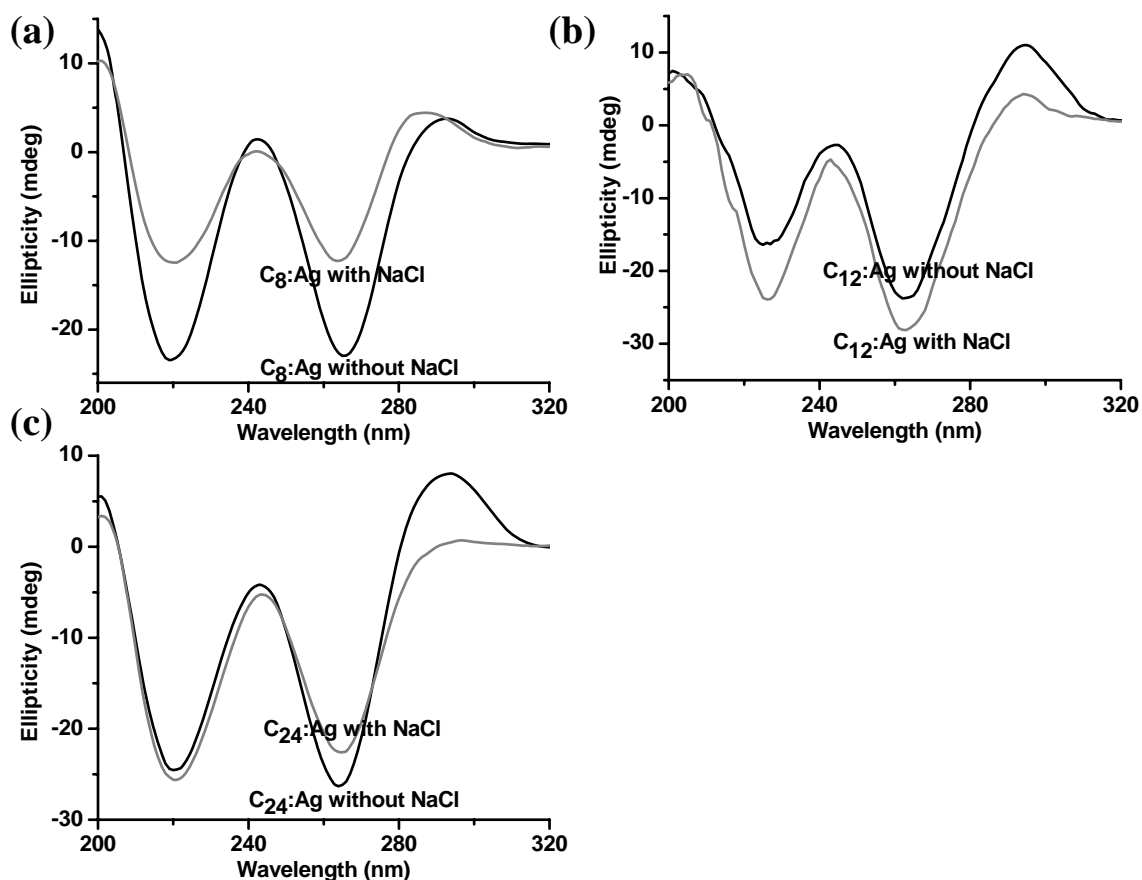 (a)
10
0
-10
-20
Ellipticity (mdeg)
C8:Ag with NaCl
C8:Ag without NaCl
200 240 280 320
Wavelength (nm)
(b)
10
0
-10
-20
-30
Ellipticity (mdeg)
C12:Ag without NaCl
C12:Ag with NaCl
200 240 280 320
Wavelength (nm)
(c)
10
0
-10
-20
-30
Ellipticity (mdeg)
C24:Ag with NaCl
C24:Ag without NaCl
200 240 280 320
Wavelength (nm)